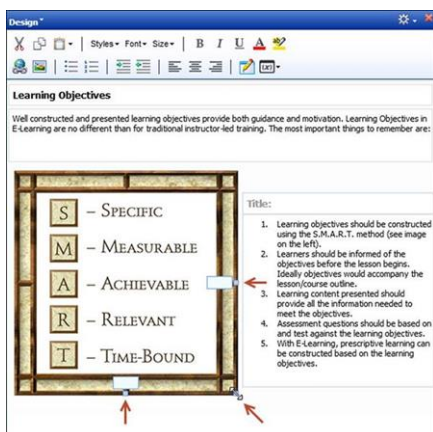 Design*
Styles Font Size B I U A
Learning Objectives
Well constructed and presented learning objectives provide both guidance and motivation. Learning Objectives in
E-Learning are no different than for traditional instructor-led training. The most important things to remember are:
S – SPECIFIC
M – MEASURABLE
A – ACHIEVABLE
R – RELEVANT
T – TIME-BOUND
Title:
1. Learning objectives should be constructed
using the S.M.A.R.T. method (see image
on the left).
2. Learners should be informed of the
objectives before the lesson begins.
Ideally objectives would accompany the
lesson/course outline.
3. Learning content presented should
provide all the information needed to
meet the objectives.
4. Assessment questions should be based on
and test against the learning objectives.
5. With E-Learning, prescriptive learning can
be constructed based on the learning
objectives.